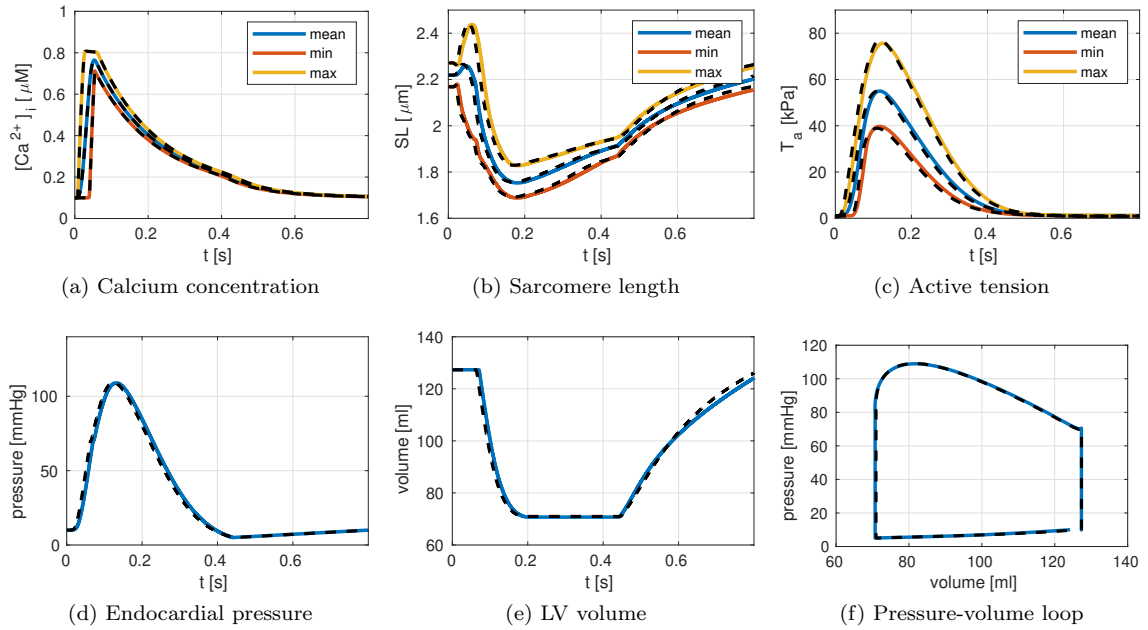 [Ca 2+ ] i [ μM]
1
0.8
0.6
0.4
0.2
0
0 0.2 0.4 0.6
t [s]
mean
min
max
(a) Calcium concentration
SL [ μm]
2.4
2.2
2
1.8
1.6
0 0.2 0.4 0.6
t [s]
mean
min
max
(b) Sarcomere length
T a [kPa]
80
60
40
20
0
0 0.2 0.4 0.6
t [s]
mean
min
max
(c) Active tension
pressure [mmHg]
100
50
0
0 0.2 0.4 0.6
t [s]
(d) Endocardial pressure
volume [ml]
140
120
100
80
60
0 0.2 0.4 0.6
t [s]
(e) LV volume
pressure [mmHg]
120
100
80
60
40
20
0
60 80 100 120 140
volume [ml]
(f) Pressure-volume loop